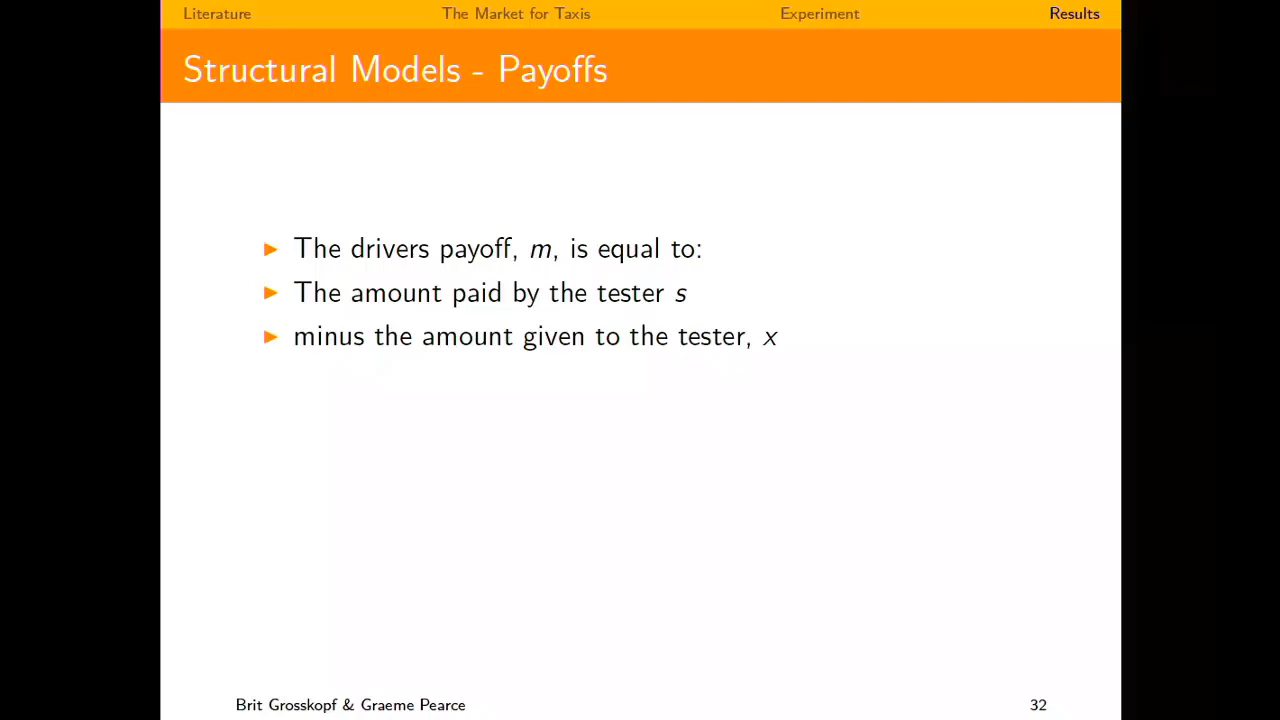 Literature The Market for Taxis Experiment Results
Structural Models - Payoffs
The drivers payoff, m, is equal to:
The amount paid by the tester s
minus the amount given to the tester, x
Brit Grosskopf & Graeme Pearce 32